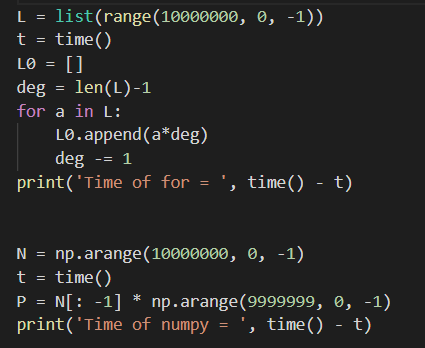 L = list(range(10000000, 0, -1))
t = time()
L0 = []
deg = len(L)-1
for a in L:
    L0.append(a*deg)
    deg -= 1
print('Time of for = ', time() - t)
N = np.arange(10000000, 0, -1)
t = time()
P = N[: -1] * np.arange(9999999, 0, -1)
print('Time of numpy = ', time() - t)